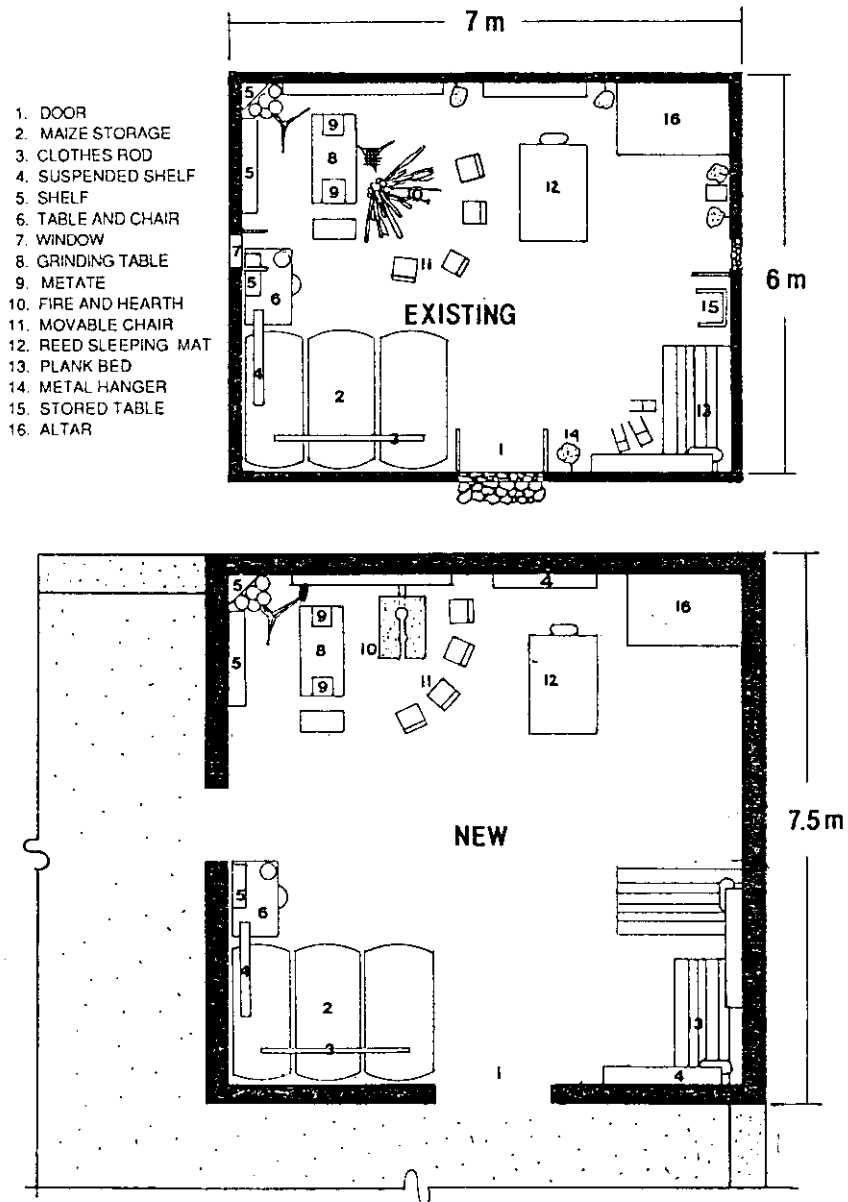 7 m
1. DOOR
2. MAIZE STORAGE
3. CLOTHES ROD
4. SUSPENDED SHELF
5. SHELF
6. TABLE AND CHAIR
7. WINDOW
8. GRINDING TABLE
9. METATE
10. FIRE AND HEARTH
11. MOVABLE CHAIR
12. REED SLEEPING MAT
13. PLANK BED
14. METAL HANGER
15. STORED TABLE
16. ALTAR
5
9
16
5
8
12
9
10
7
11
5
6
6 m
EXISTING
15
4
2
13
3
1
14
5
4
16
9
5
8
10
12
9
11
7.5 m
NEW
5
6
4
2
13
3
1
4